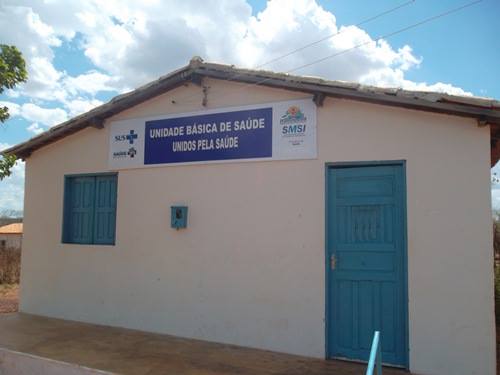 SUS
UNIDADE BÁSICA DE SAÚDE
UNIDOS PELA SAÚDE
SMSI